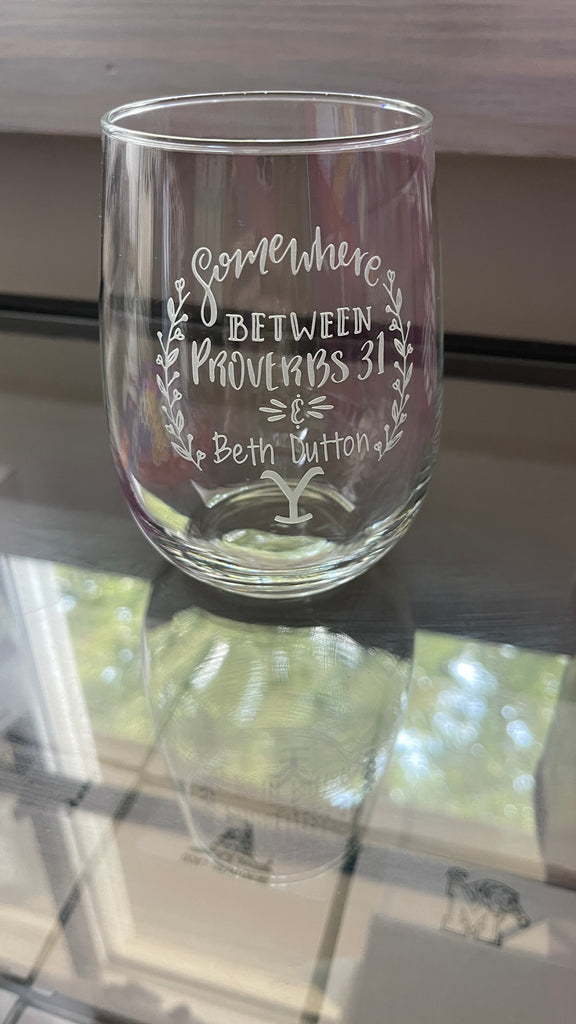 Somewhere
BETWEEN
PROVERBS 31
&
Beth Dutton
Y
M